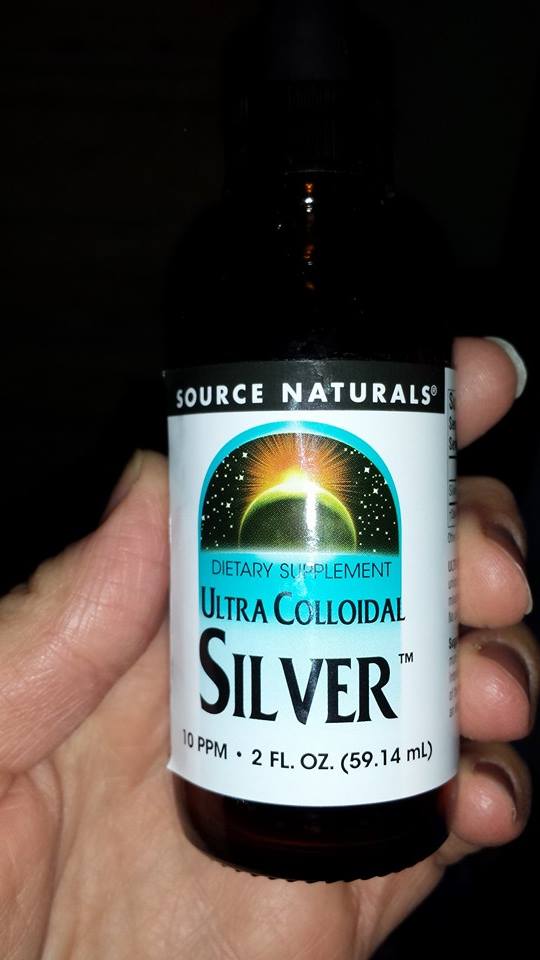 SOURCE NATURALS®
DIETARY SUPPLEMENT
ULTRA COLLOIDAL
SILVER™
10 PPM • 2 FL. OZ. (59.14 mL)